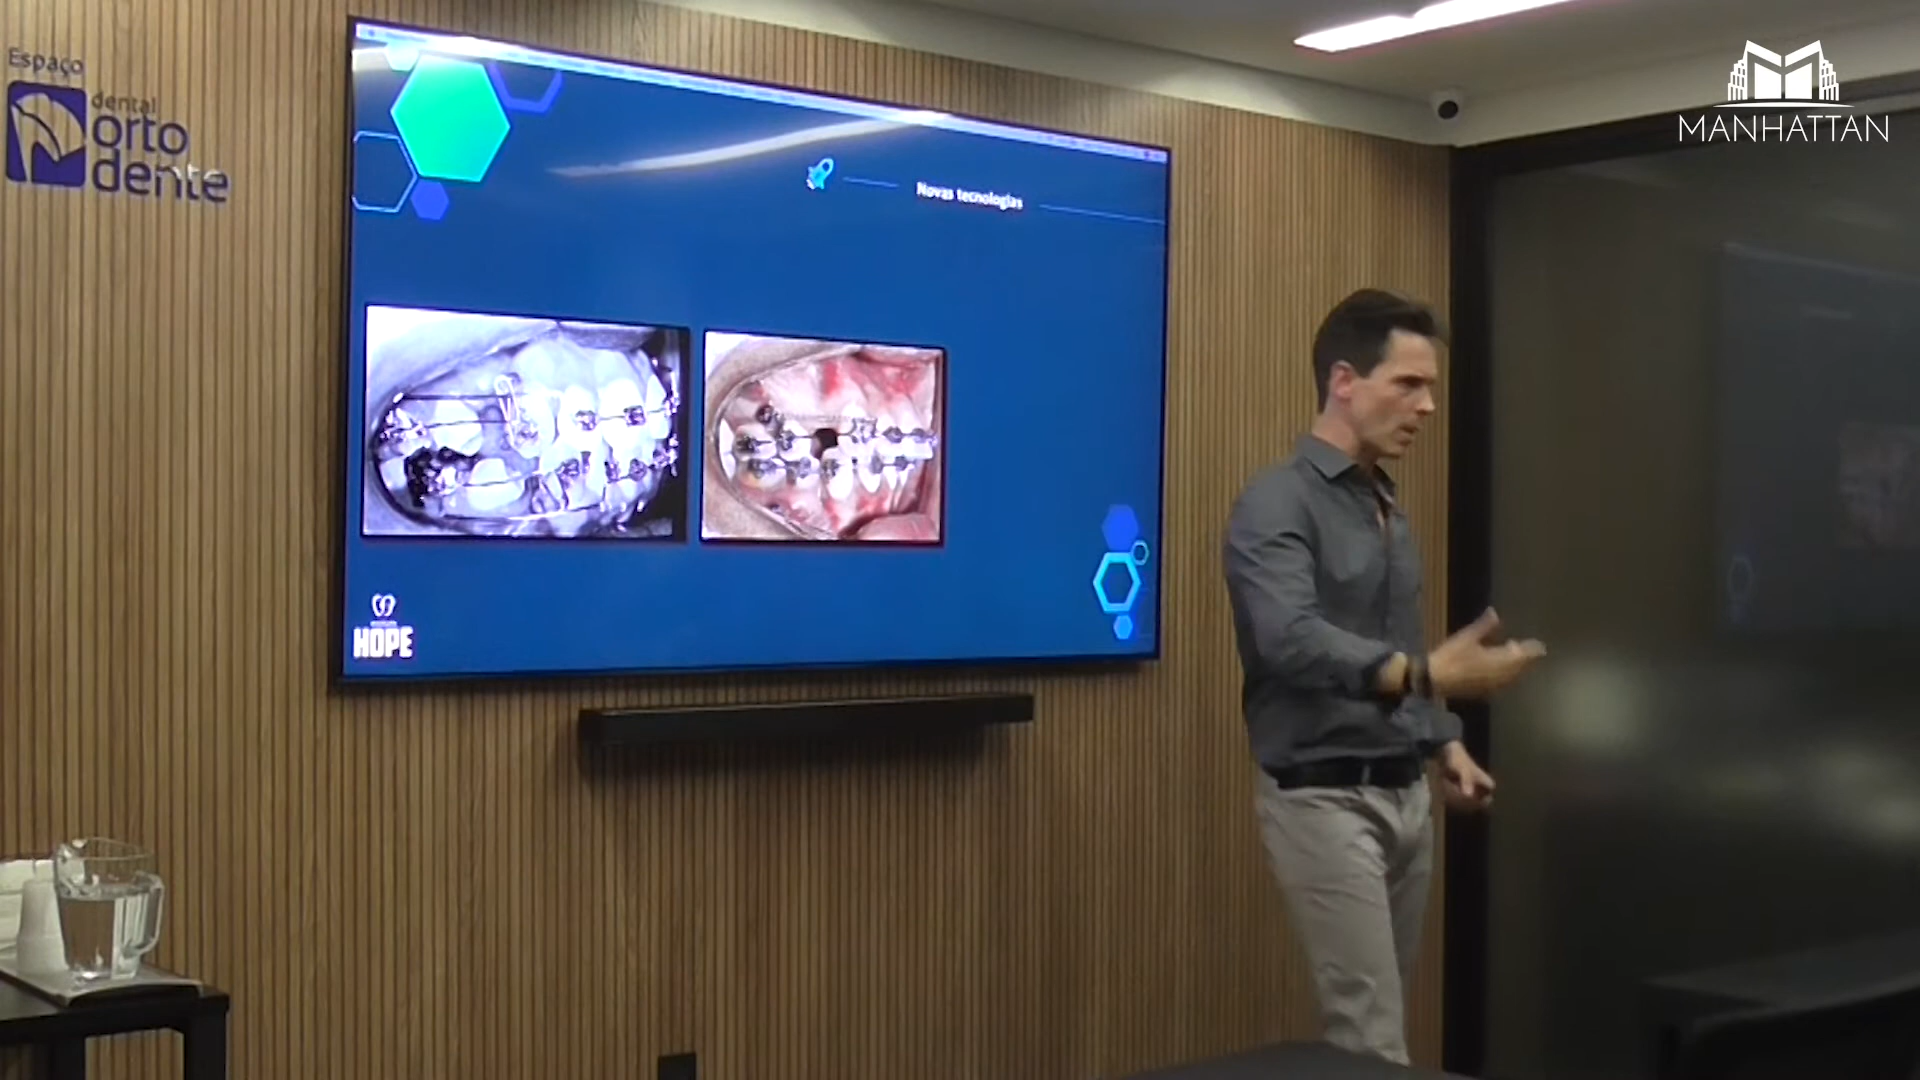 Espaço
dental
orto
dente
Novas tecnologias
HOPE
MANHATTAN